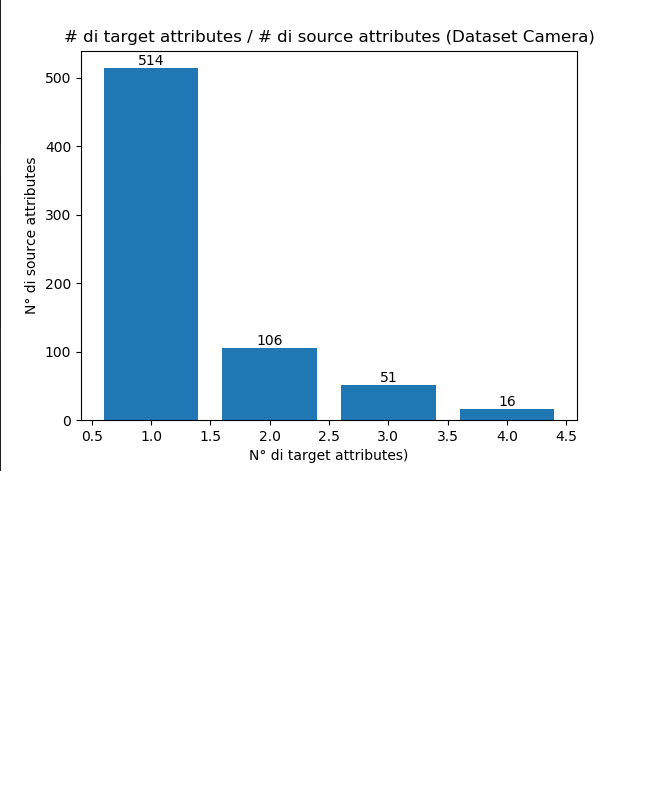 # di target attributes / # di source attributes (Dataset Camera)
514
500
400
300
200
100
0
106
51
16
N° di source attributes
0.5 1.0 1.5 2.0 2.5 3.0 3.5 4.0 4.5
N° di target attributes)